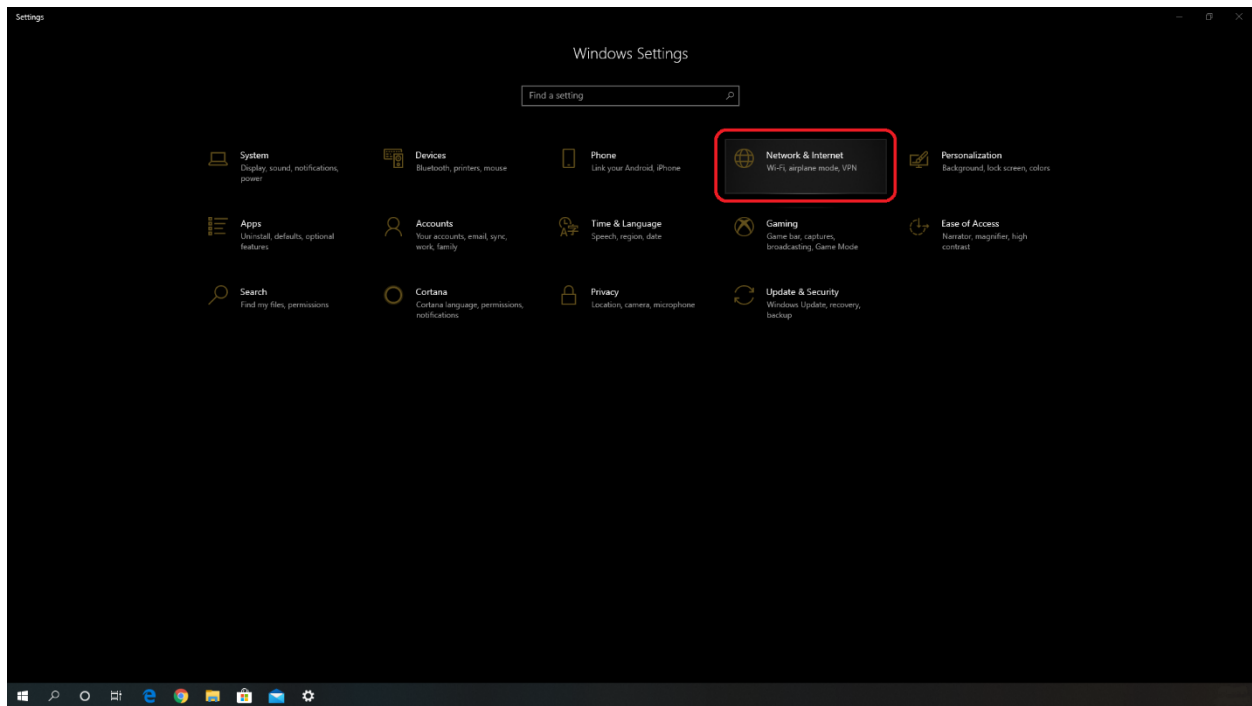 Settings
Windows Settings
Find a setting
System
Display, sound, notifications,
power
Devices
Bluetooth, printers, mouse
Phone
Link your Android, iPhone
Network & Internet
Wi-Fi, airplane mode, VPN
Personalization
Background, lock screen, colors
Apps
Uninstall, defaults, optional
features
Accounts
Your accounts, email, sync,
work, family
Time & Language
Speech, region, date
Gaming
Game bar, captures,
broadcasting, Game Mode
Ease of Access
Narrator, magnifier, high
contrast
Search
Find my files, permissions
Cortana
Cortana language, permissions,
notifications
Privacy
Location, camera, microphone
Update & Security
Windows Update, recovery,
backup